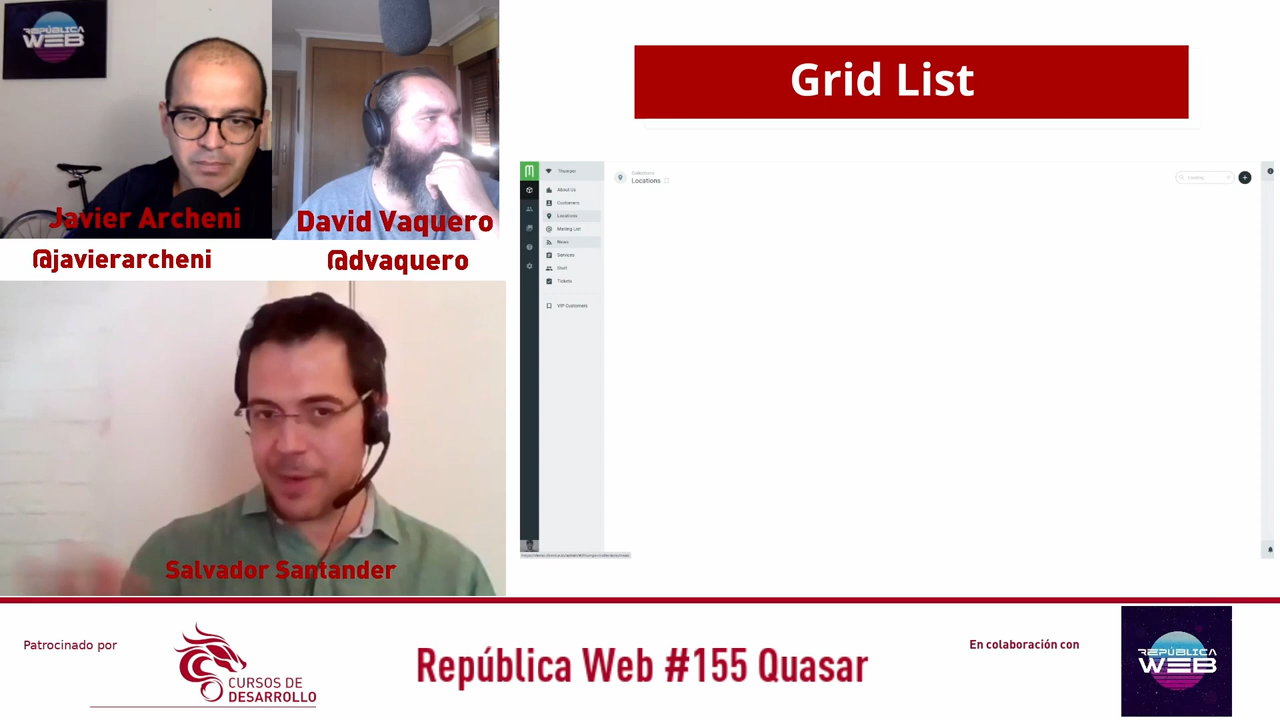 REPÚBLICA
WEB
Javier Archeni
@javierarcheni
David Vaquero
@dvaquero
Salvador Santander
Grid List
Thumper
About Us
Customers
Locations
Mailing List
News
Services
Staff
Tickets
VIP Customers
Collections
Locations
Patrocinado por
CURSOS DE
DESARROLLO
República Web #155 Quasar
En colaboración con
REPÚBLICA
WEB